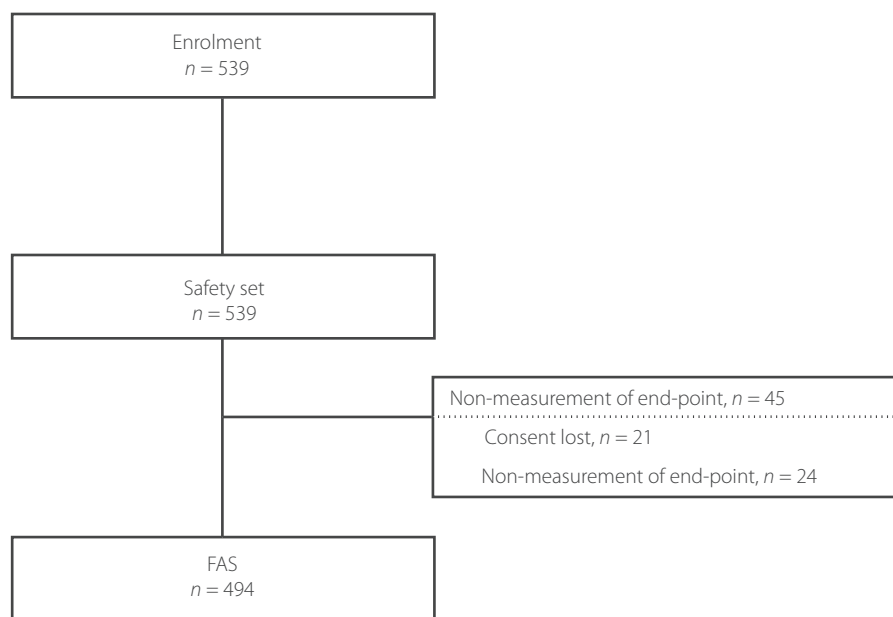 Enrolment
n = 539
Safety set
n = 539
Non-measurement of end-point, n = 45
Consent lost, n = 21
Non-measurement of end-point, n = 24
FAS
n = 494